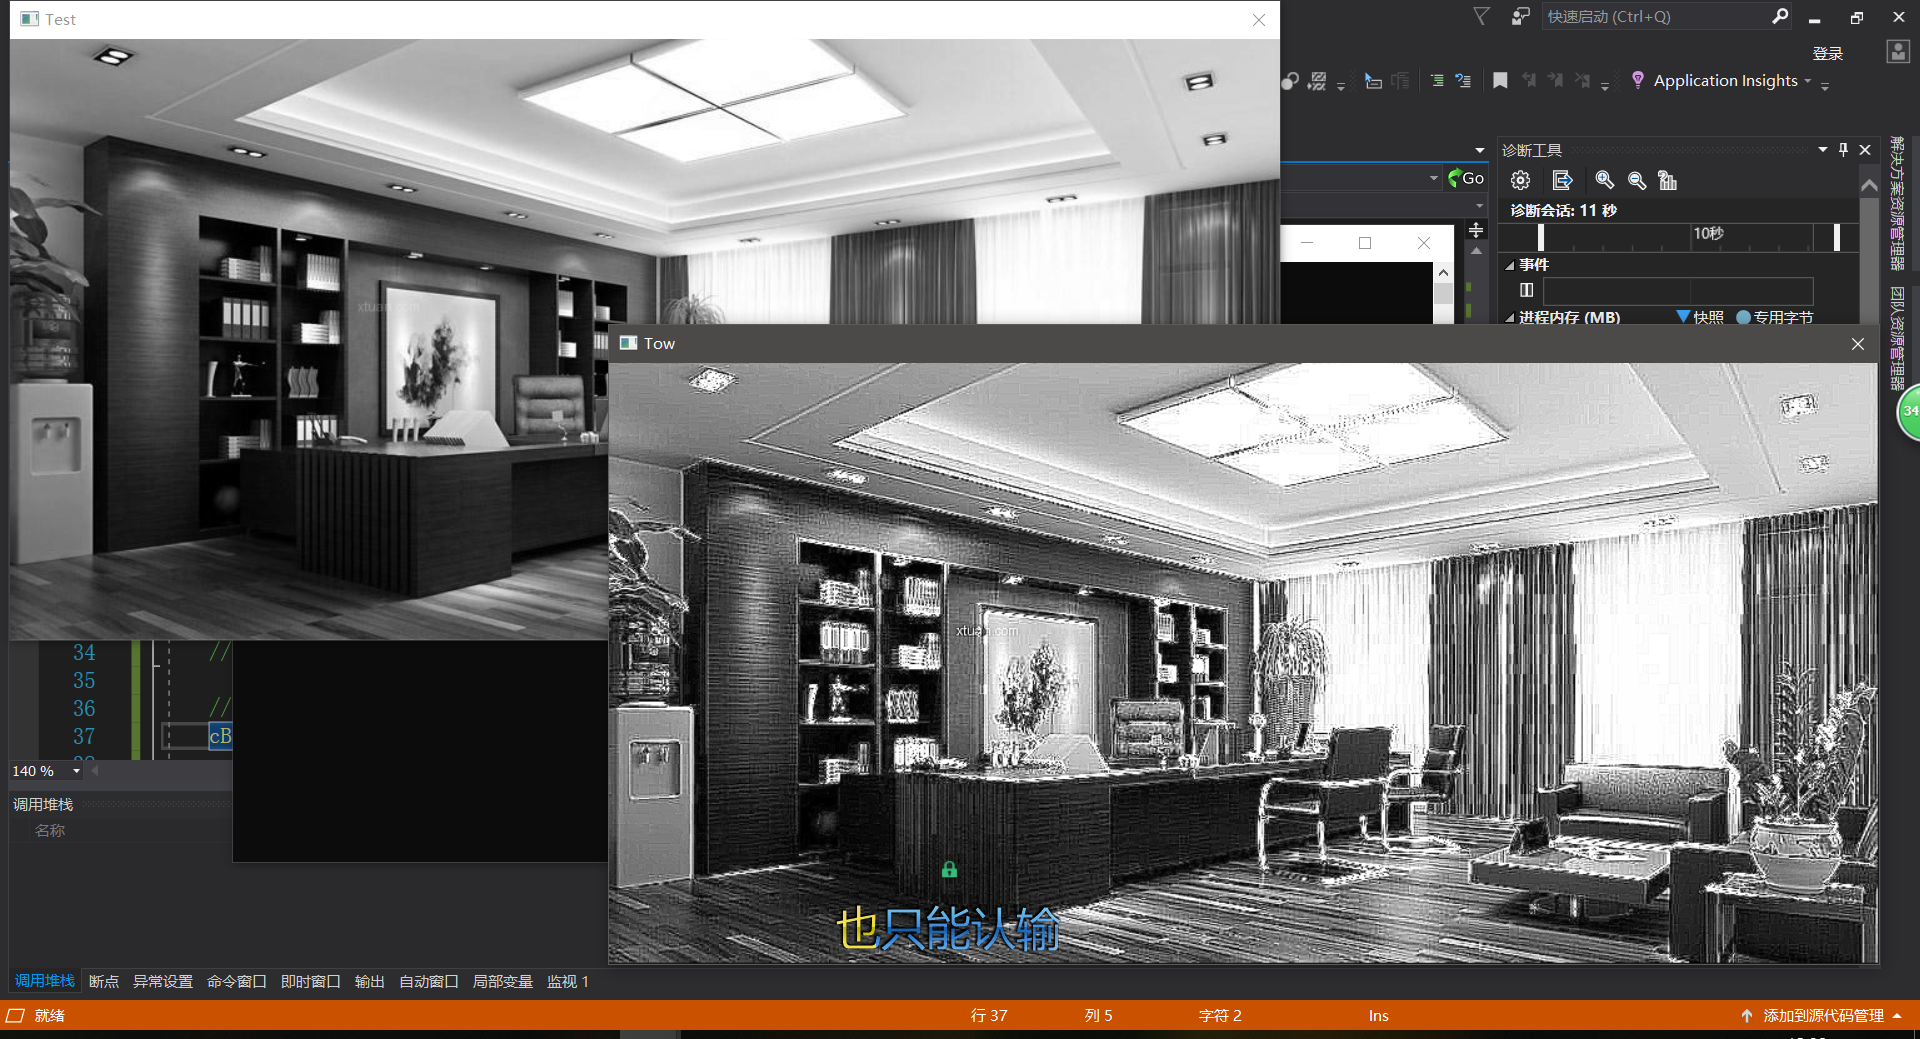 Test
快速启动 (Ctrl+Q)
登录
Application Insights
Go
诊断工具
诊断会话: 11 秒
10秒
事件
进程内存 (MB)
快照
专用字节
解决方案资源管理器
团队资源管理器
34
xtuan.com
Tow
xtuan.com
也只能认输
34 //
35
36 //
37 cB
140 %
调用堆栈
名称
调用堆栈 断点 异常设置 命令窗口 即时窗口 输出 自动窗口 局部变量 监视 1
就绪
行 37
列 5
字符 2
Ins
添加到源代码管理